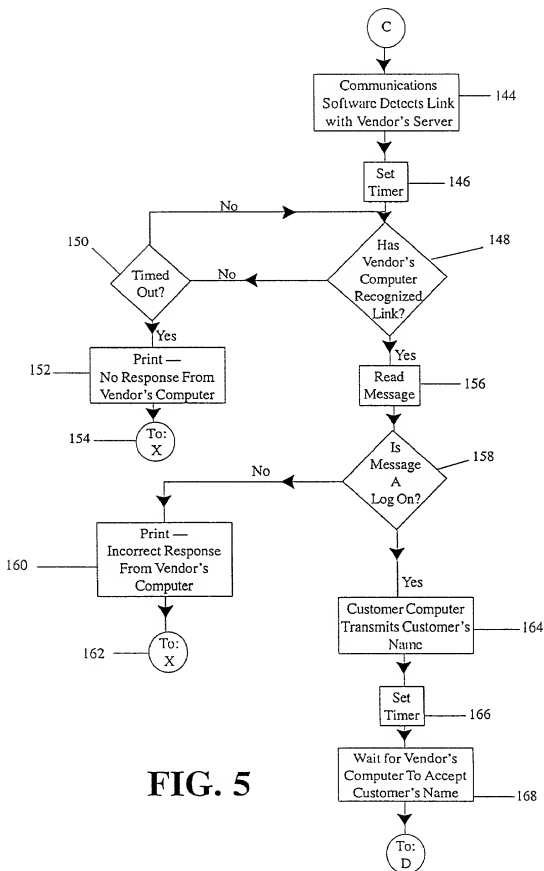 C
Communications
Software Detects Link
with Vendor's Server
144
Set
Timer
146
No
150
Timed
Out?
No
Has
Vendor's
Computer
Recognized
Link?
148
Yes
Yes
152
Print —
No Response From
Vendor's Computer
Read
Message
156
154
To:
X
Is
Message
A
Log On?
158
No
160
Print —
Incorrect Response
From Vendor's
Computer
Yes
Customer Computer
Transmits Customer's
Name
164
162
To:
X
Set
Timer
166
Wait for Vendor's
Computer To Accept
Customer's Name
168
FIG. 5
To:
D